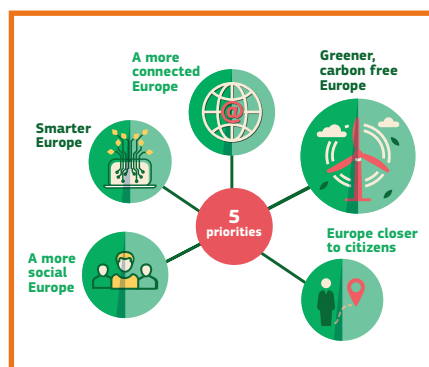 A more
connected
Europe
Greener,
carbon free
Europe
Smarter
Europe
@
5
priorities
A more
social
Europe
Europe closer
to citizens